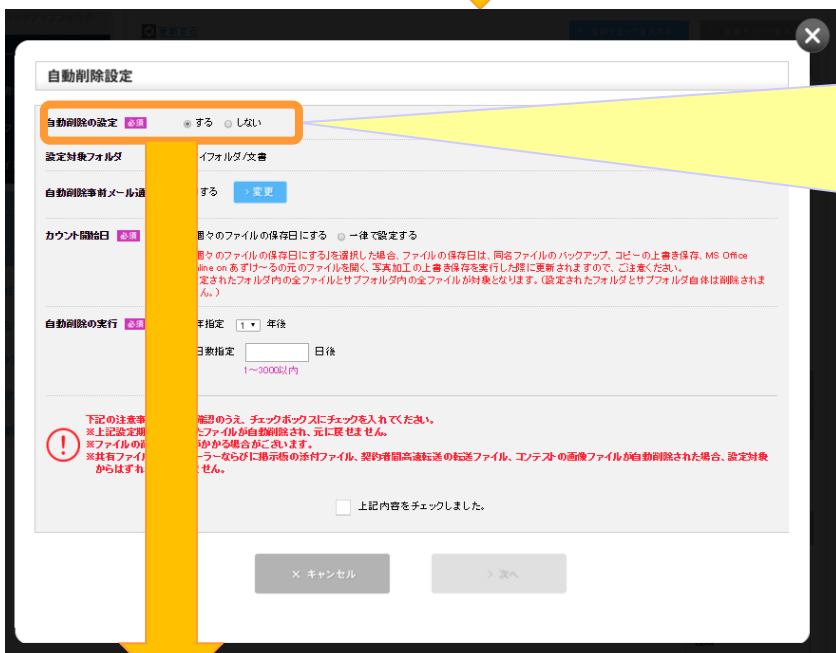 自動削除設定
自動削除の設定 必須 する しない
設定対象フォルダ イフォルダ/文書
自動削除事前メール通 する >変更
カウント開始日 必須 個々のファイルの保存日にする 一律で設定する
個々のファイルの保存日にする」を選択した場合、ファイルの保存日は、同名ファイルのバックアップ、コピーの上書き保存、MS Office
nline on あずけ~るの元のファイルを開く、写真加工の上書き保存を実行した際に更新されますので、ご注意ください。
定されたフォルダ内の全ファイルとサブフォルダ内の全ファイルが対象となります。(設定されたフォルダとサブフォルダ自体は削除されま
ん。)
自動削除の実行 必須 年指定 1 年後
日数指定 日後
1~3000以内
下記の注意事 確認のうえ、チェックボックスにチェックを入れてください。
※上記設定期 たファイルが自動削除され、元に戻せません。
※ファイルの削 がかかる場合がございます。
※共有ファイ ーラーならびに掲示板の添付ファイル、契約者間高速転送の転送ファイル、コンテストの画像ファイルが自動削除された場合、設定対象
からはずれ せん。
上記内容をチェックしました。
× キャンセル > 次へ